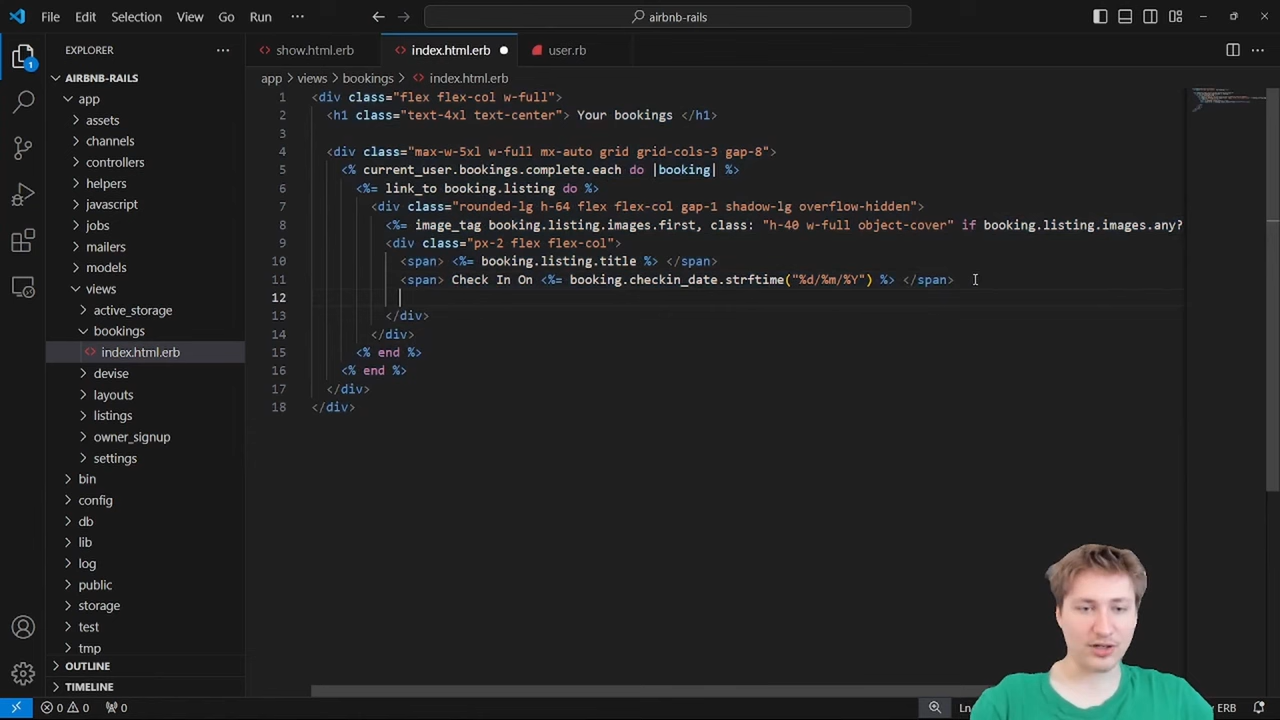 File Edit Selection View Go Run ··· airbnb-rails
EXPLORER ··· show.html.erb index.html.erb user.rb ···
AIRBNB-RAILS app > views > bookings > index.html.erb
app
assets
channels
controllers
helpers
javascript
jobs
mailers
models
views
active_storage
bookings
index.html.erb
devise
layouts
listings
owner_signup
settings
bin
config
db
lib
log
public
storage
test
tmp
OUTLINE
TIMELINE
1 <div class="flex flex-col w-full">
2 <h1 class="text-4xl text-center"> Your bookings </h1>
3
4 <div class="max-w-5xl w-full mx-auto grid grid-cols-3 gap-8">
5 <% current_user.bookings.complete.each do |booking| %>
6 <%= link_to booking.listing do %>
7 <div class="rounded-lg h-64 flex flex-col gap-1 shadow-lg overflow-hidden">
8 <%= image_tag booking.listing.images.first, class: "h-40 w-full object-cover" if booking.listing.images.any?
9 <div class="px-2 flex flex-col">
10 <span> <%= booking.listing.title %> </span>
11 <span> Check In On <%= booking.checkin_date.strftime("%d/%m/%Y") %> </span>
12
13 </div>
14 </div>
15 <% end %>
16 <% end %>
17 </div>
18 </div>
1
0 0 0 Ln ERB